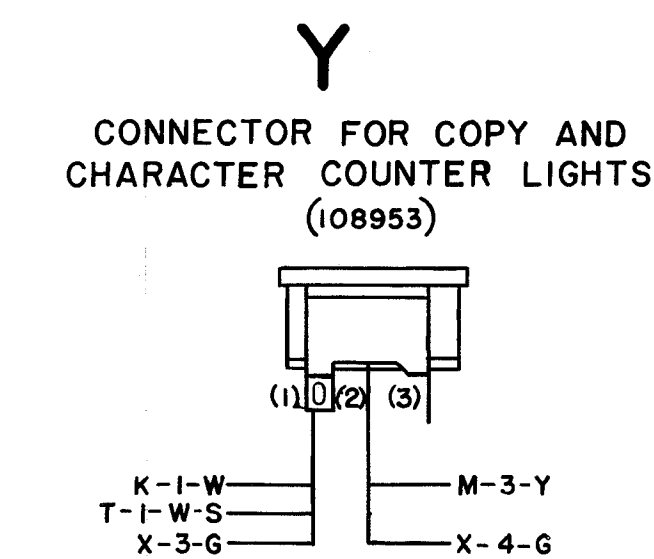 Y
CONNECTOR FOR COPY AND
CHARACTER COUNTER LIGHTS
(108953)
(1) 0 (2) (3)
K-1-W M-3-Y
T-1-W-S
X-3-G X-4-G